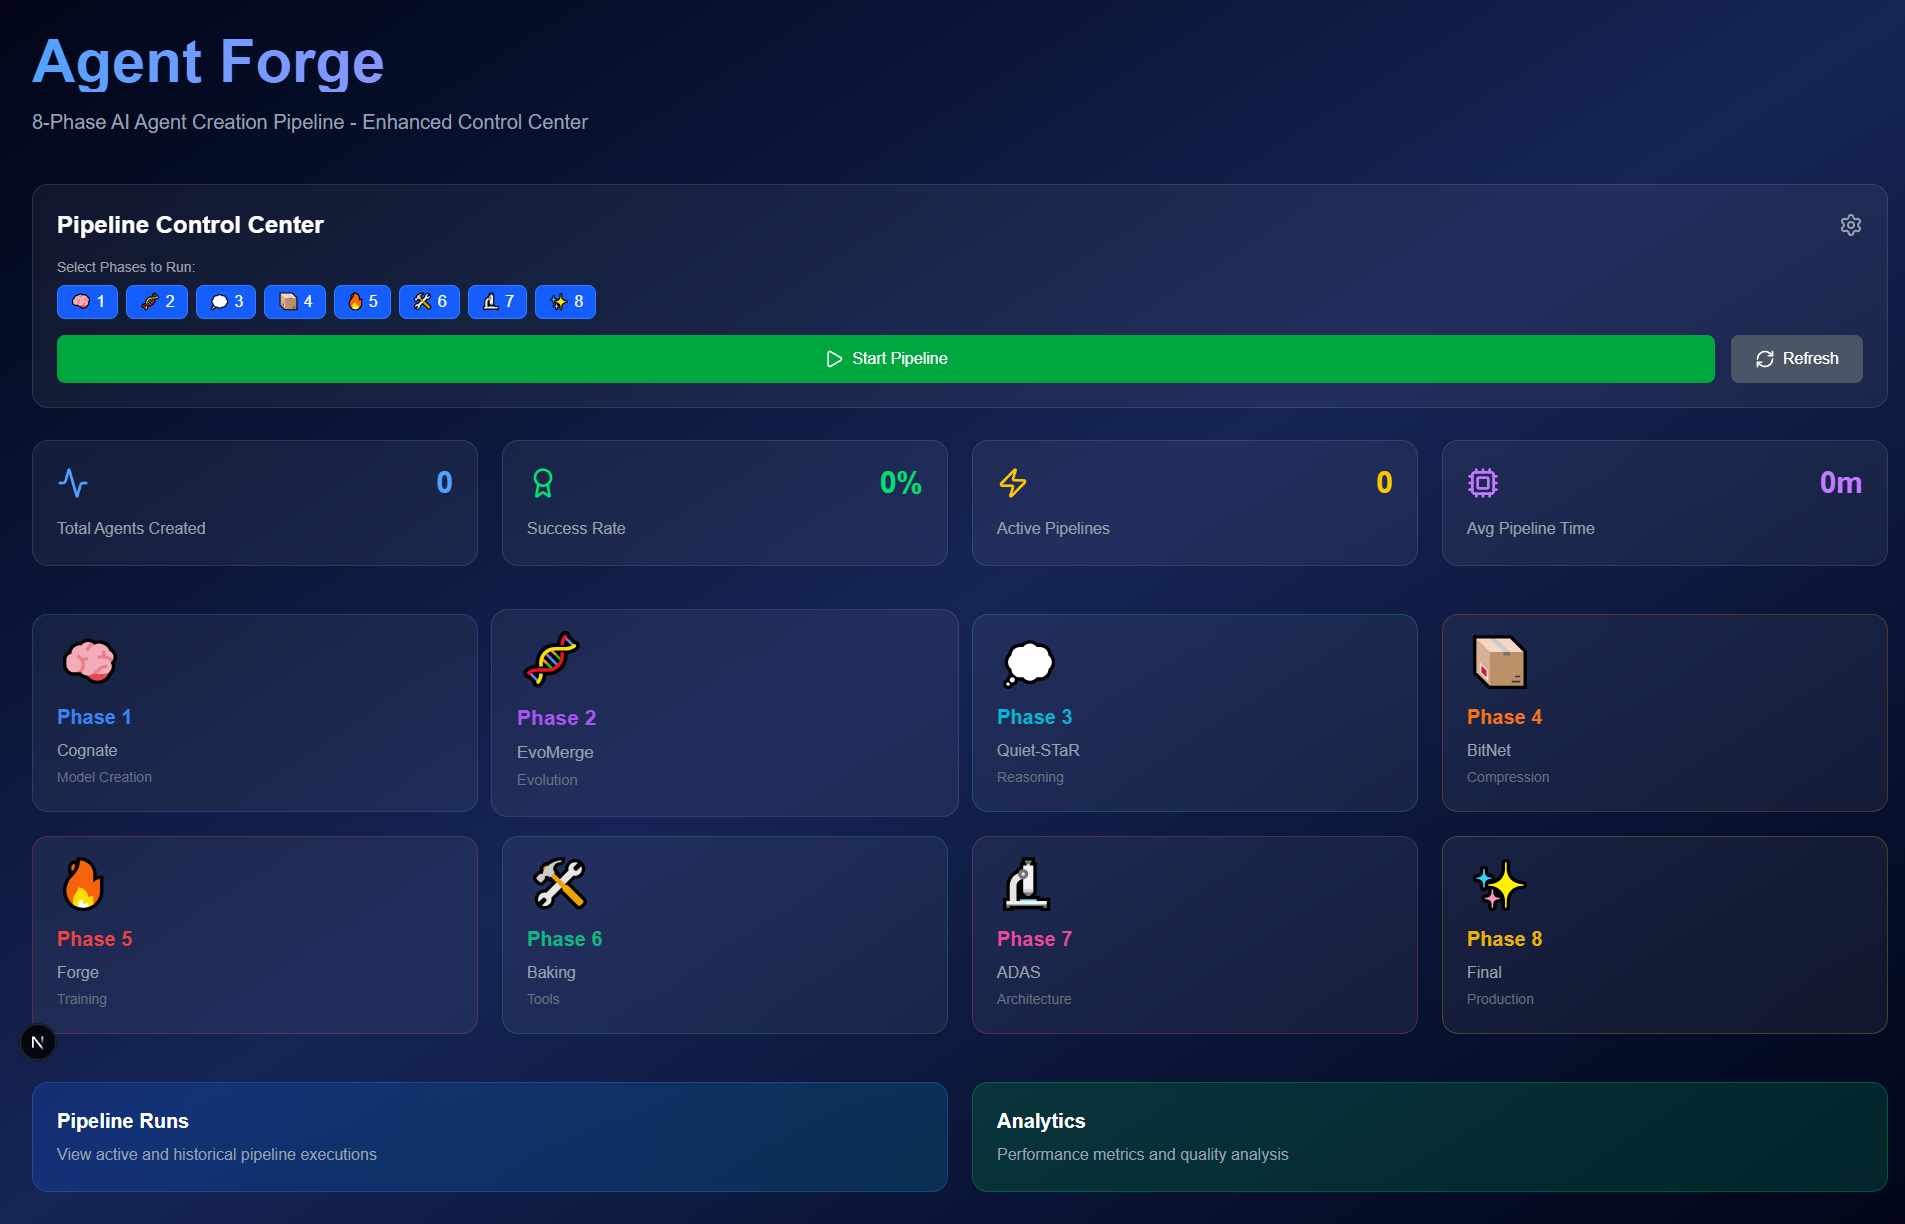 Agent Forge
8-Phase AI Agent Creation Pipeline - Enhanced Control Center
Pipeline Control Center
Select Phases to Run:
1 2 3 4 5 6 7 8
Start Pipeline
Refresh
0
Total Agents Created
0%
Success Rate
0
Active Pipelines
0m
Avg Pipeline Time
Phase 1
Cognate
Model Creation
Phase 2
EvoMerge
Evolution
Phase 3
Quiet-STaR
Reasoning
Phase 4
BitNet
Compression
Phase 5
Forge
Training
Phase 6
Baking
Tools
Phase 7
ADAS
Architecture
Phase 8
Final
Production
N
Pipeline Runs
View active and historical pipeline executions
Analytics
Performance metrics and quality analysis